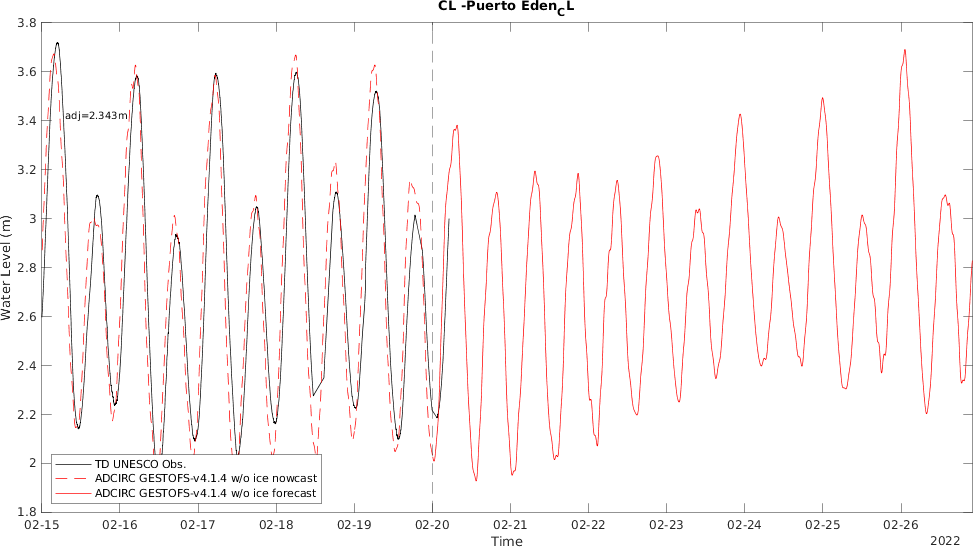 CL -Puerto Eden_CL
3.8
3.6
3.4
3.2
3
2.8
2.6
2.4
2.2
2
1.8
Water Level (m)
adj=2.343m
TD UNESCO Obs.
ADCIRC GESTOFS-v4.1.4 w/o ice nowcast
ADCIRC GESTOFS-v4.1.4 w/o ice forecast
02-15 02-16 02-17 02-18 02-19 02-20 02-21 02-22 02-23 02-24 02-25 02-26
Time
2022